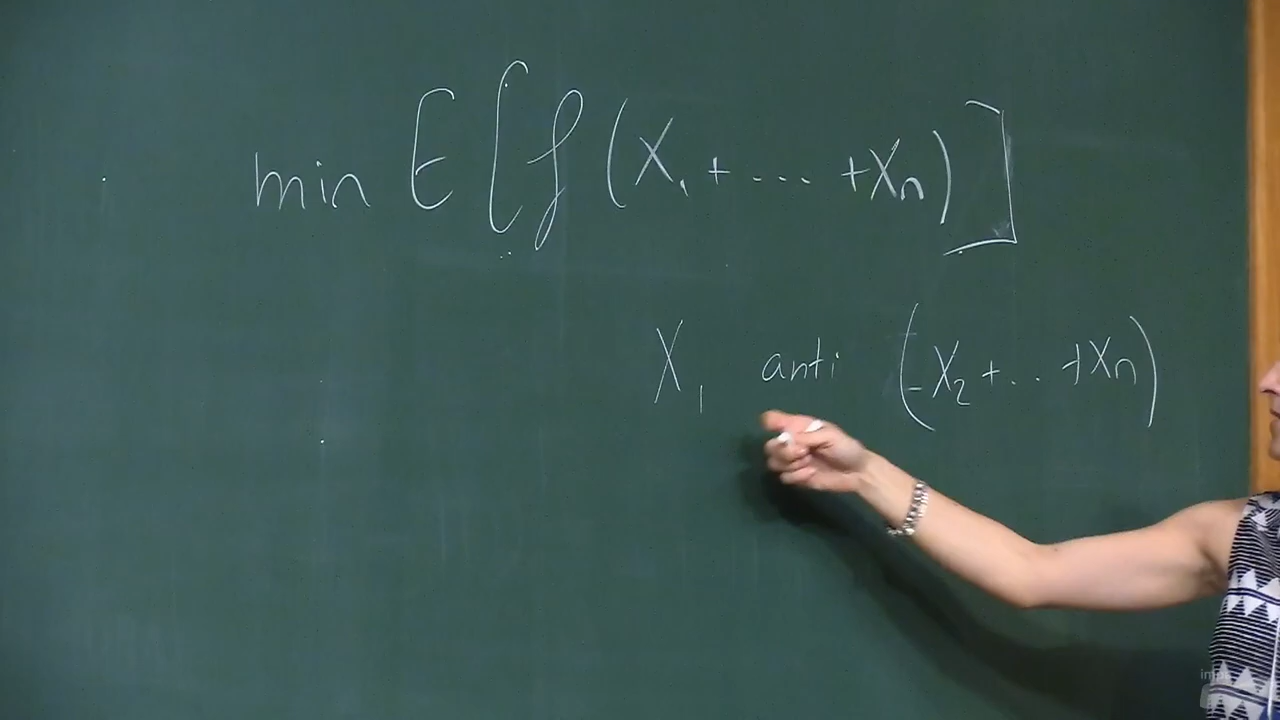 min E[f(X₁ + ... + Xₙ)]
X₁ anti (-X₂ + ... + Xₙ)